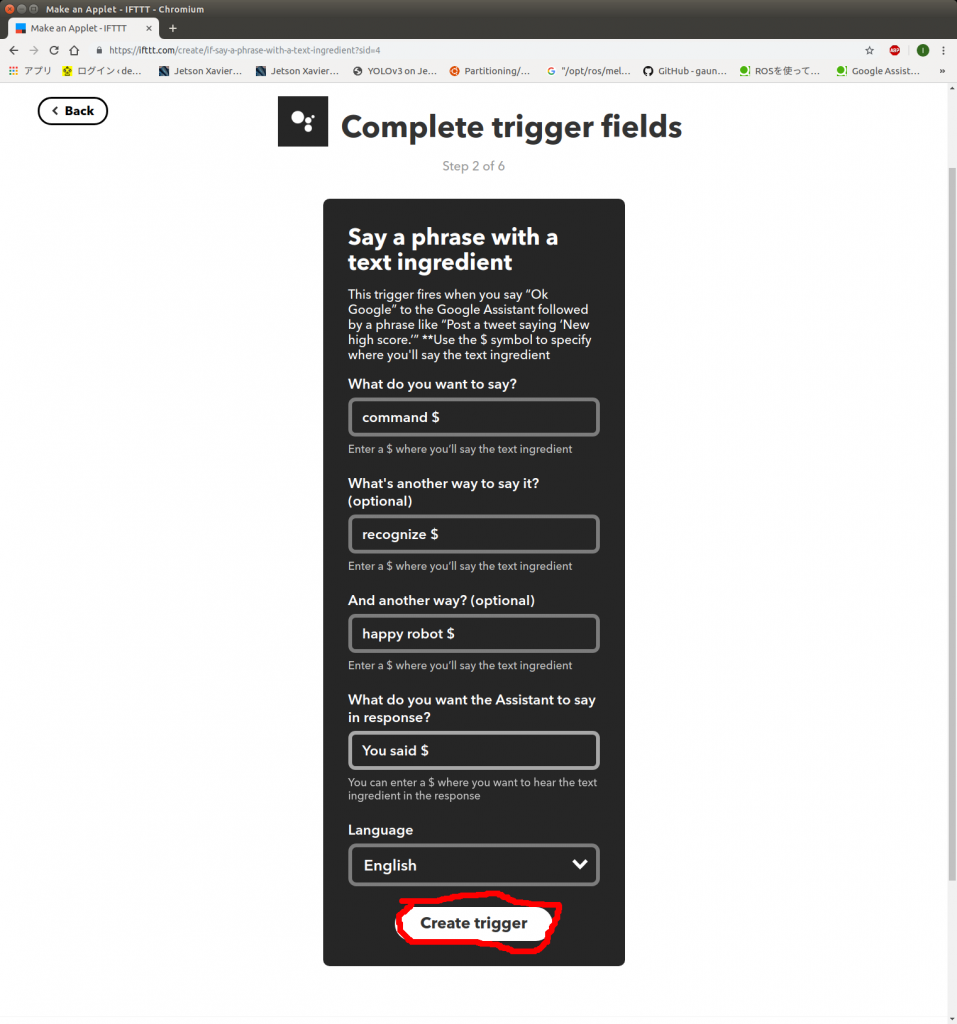 Make an Applet - IFTTT - Chromium
Make an Applet - IFTTT
https://ifttt.com/create/if-say-a-phrase-with-a-text-ingredient?sid=4
ABP
I
アプリ
ログイン ‹ de...
Jetson Xavier...
Jetson Xavier...
YOLOv3 on Je...
Partitioning/...
"/opt/ros/mel...
GitHub - gaun...
ROSを使って...
Google Assist...
»
Back
Complete trigger fields
Step 2 of 6
Say a phrase with a
text ingredient
This trigger fires when you say “Ok
Google” to the Google Assistant followed
by a phrase like “Post a tweet saying ‘New
high score.’” **Use the $ symbol to specify
where you'll say the text ingredient
What do you want to say?
command $
Enter a $ where you’ll say the text ingredient
What's another way to say it?
(optional)
recognize $
Enter a $ where you’ll say the text ingredient
And another way? (optional)
happy robot $
Enter a $ where you’ll say the text ingredient
What do you want the Assistant to say
in response?
You said $
You can enter a $ where you want to hear the text
ingredient in the response
Language
English
Create trigger